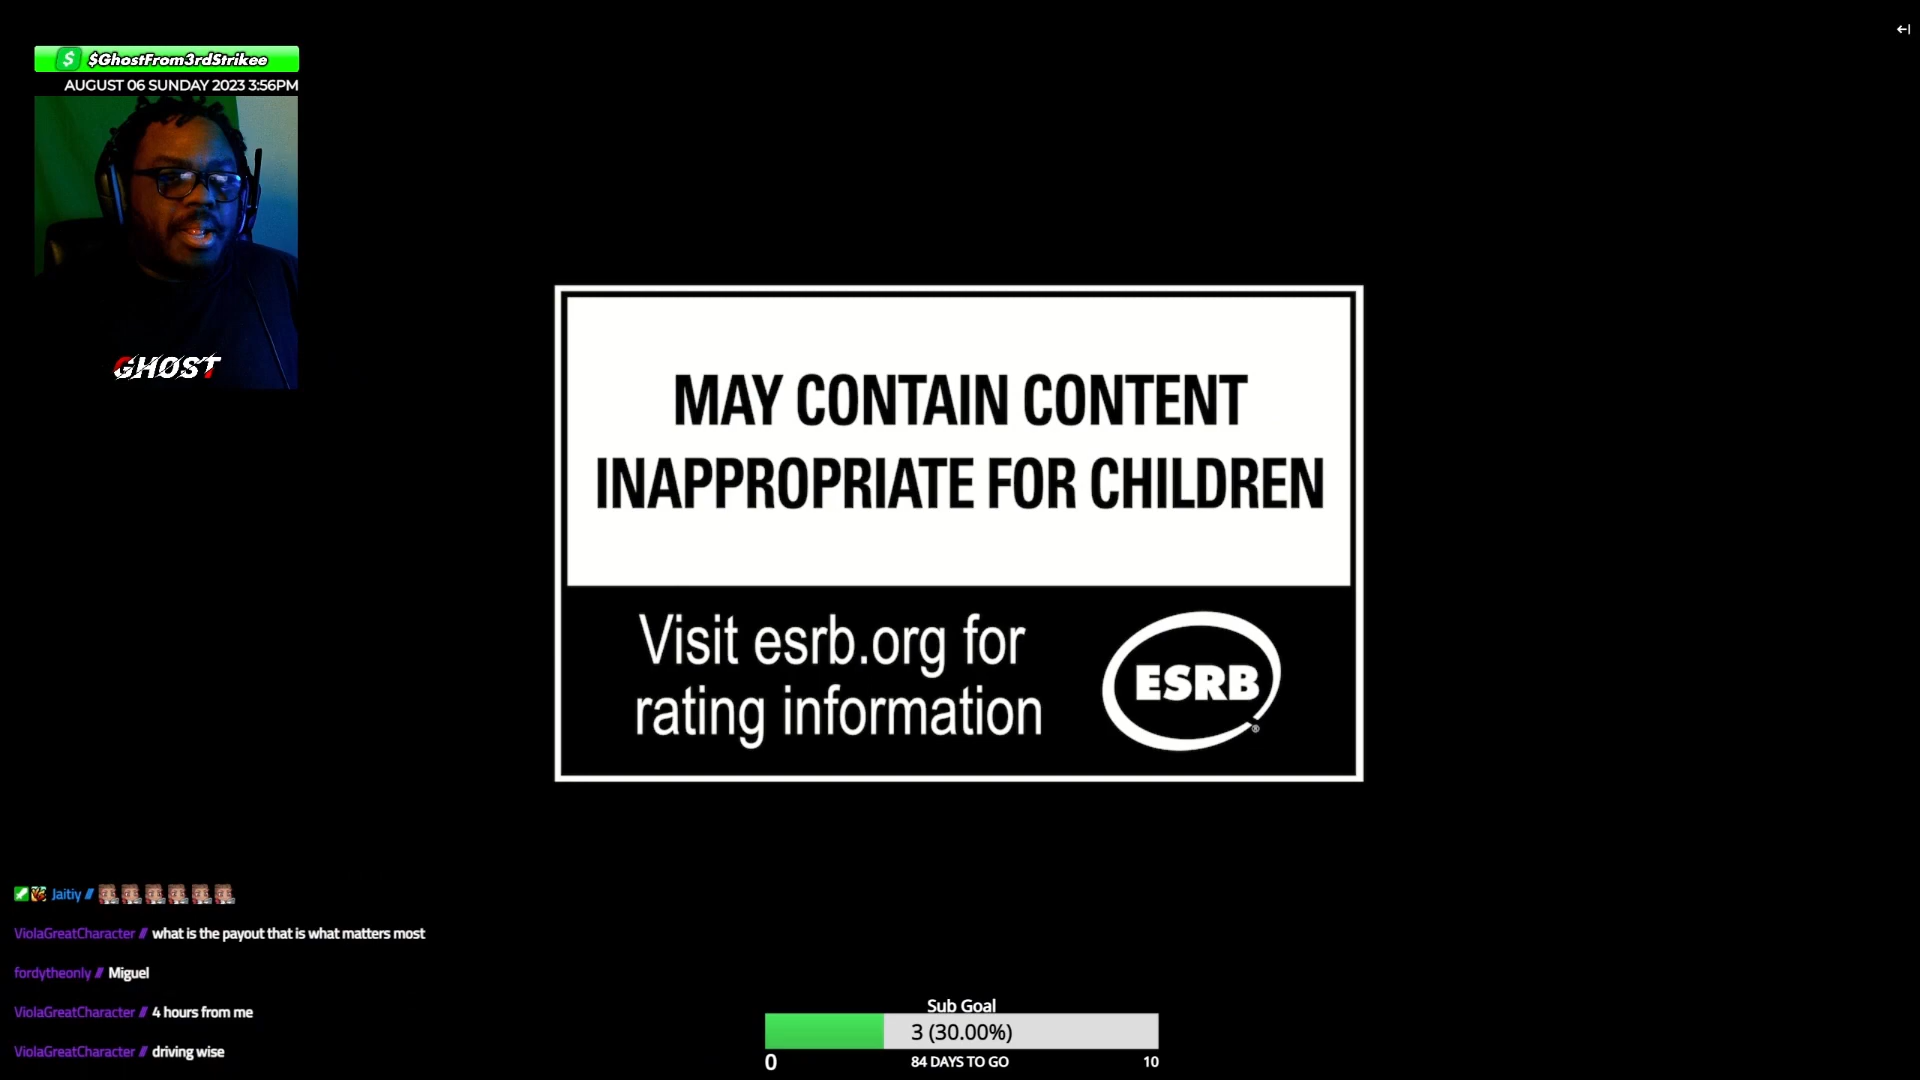 $GhostFrom3rdStrikee
AUGUST 06 SUNDAY 2023 3:56PM
GHOST
MAY CONTAIN CONTENT
INAPPROPRIATE FOR CHILDREN
Visit esrb.org for
rating information
ESRB
®
Jaitiy //
ViolaGreatCharacter // what is the payout that is what matters most
fordytheonly // Miguel
ViolaGreatCharacter // 4 hours from me
ViolaGreatCharacter // driving wise
Sub Goal
3 (30.00%)
0 84 DAYS TO GO 10